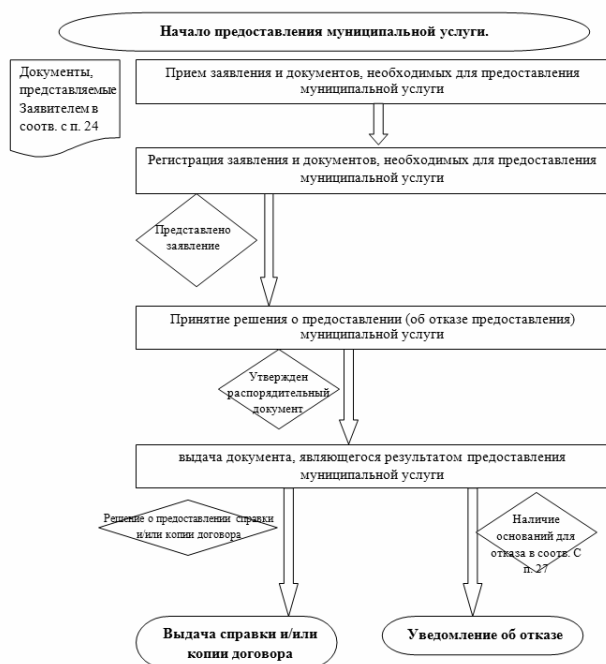 Начало предоставления муниципальной услуги.
Документы,
представляемые
Заявителем в
соотв. с п. 24
Прием заявления и документов, необходимых для предоставления
муниципальной услуги
Регистрация заявления и документов, необходимых для предоставления
муниципальной услуги
Представлено
заявление
Принятие решения о предоставлении (об отказе предоставления)
муниципальной услуги
Утвержден
распорядительный
документ
выдача документа, являющегося результатом предоставления
муниципальной услуги
Решение о предоставлении справки
и/или копии договора
Наличие
оснований для
отказа в соотв. С
п. 27
Выдача справки и/или
копии договора
Уведомление об отказе